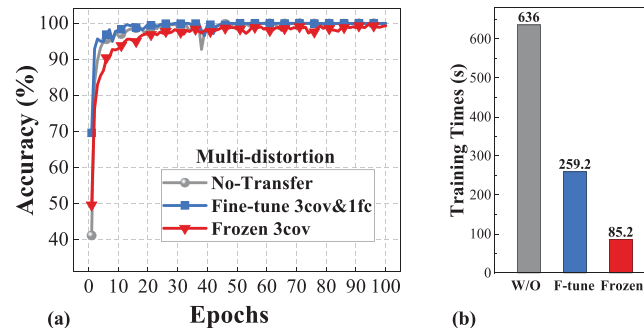 100
90
80
70
60
50
40
Accuracy (%)
Multi-distortion
No-Transfer
Fine-tune 3cov&1fc
Frozen 3cov
0 10 20 30 40 50 60 70 80 90 100
Epochs
(a)
636
600
500
400
300
200
100
0
Training Times (s)
259.2
85.2
W/O F-tune Frozen
(b)